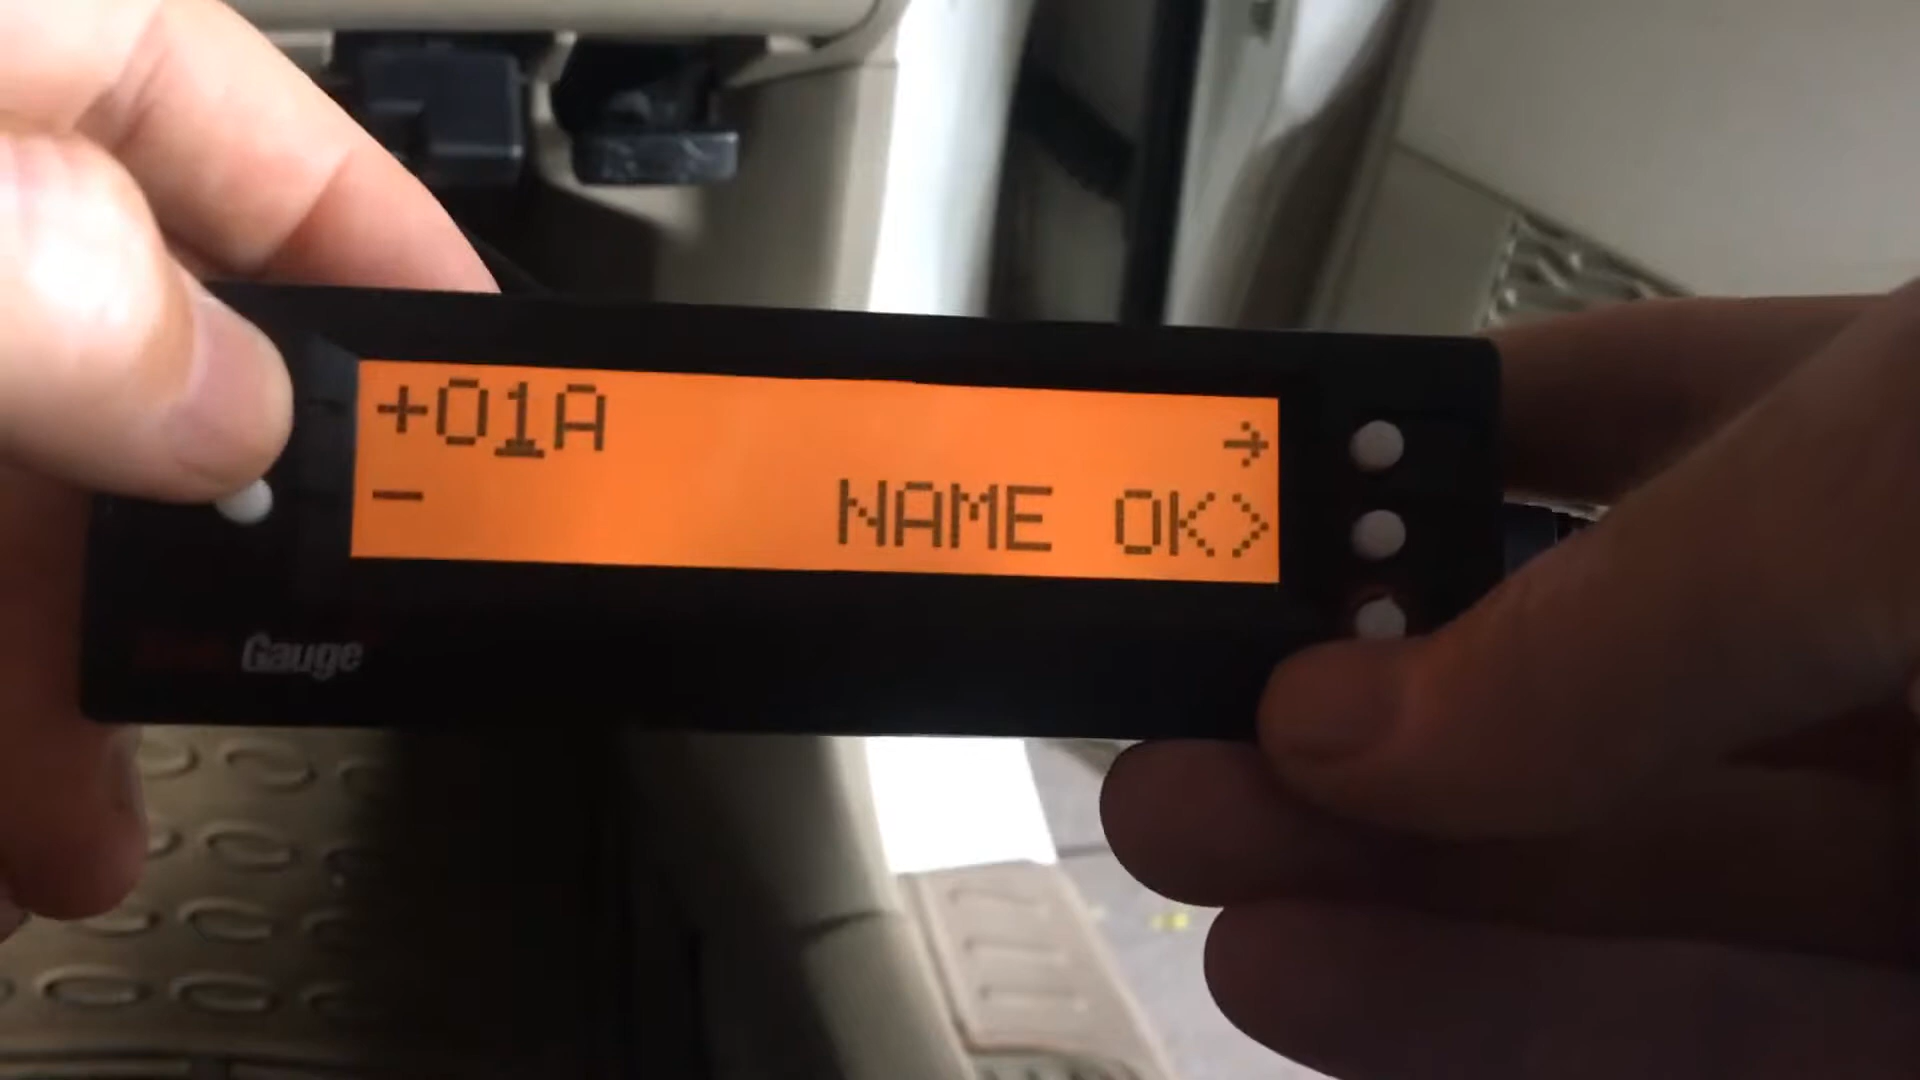 +01A →
- NAME OK>
Gauge